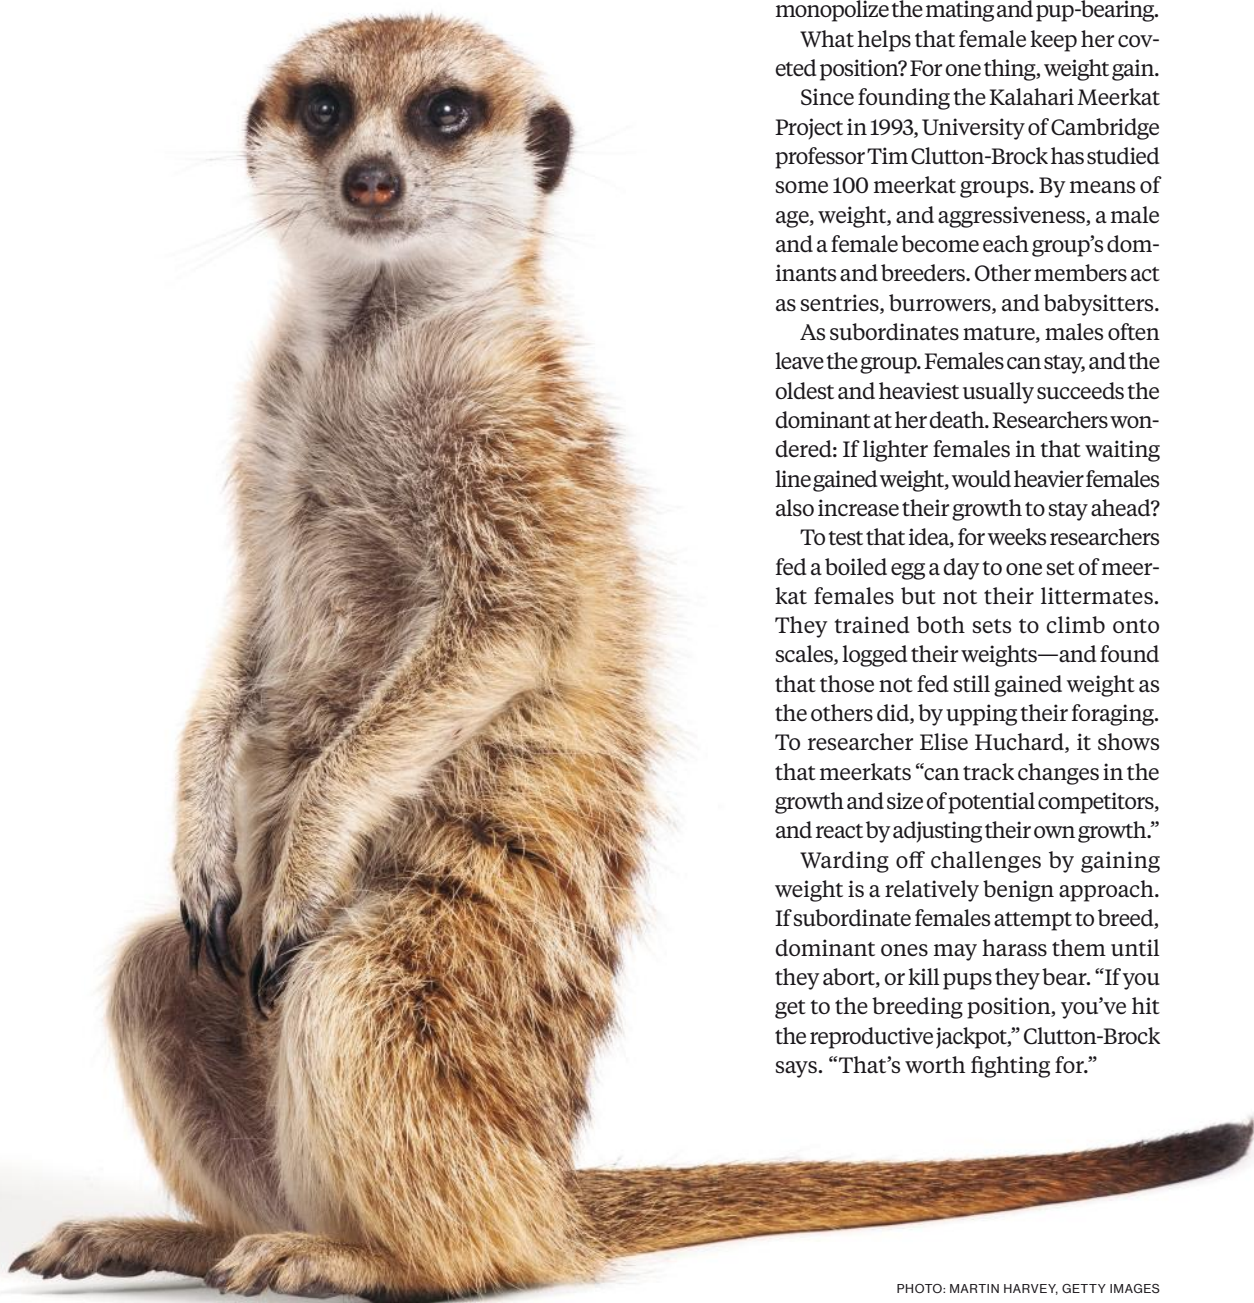 monopolize the mating and pup-bearing.
What helps that female keep her cov-
eted position? For one thing, weight gain.
Since founding the Kalahari Meerkat
Project in 1993, University of Cambridge
professor Tim Clutton-Brock has studied
some 100 meerkat groups. By means of
age, weight, and aggressiveness, a male
and a female become each group’s dom-
inants and breeders. Other members act
as sentries, burrowers, and babysitters.
As subordinates mature, males often
leave the group. Females can stay, and the
oldest and heaviest usually succeeds the
dominant at her death. Researchers won-
dered: If lighter females in that waiting
line gained weight, would heavier females
also increase their growth to stay ahead?
To test that idea, for weeks researchers
fed a boiled egg a day to one set of meer-
kat females but not their littermates.
They trained both sets to climb onto
scales, logged their weights—and found
that those not fed still gained weight as
the others did, by upping their foraging.
To researcher Elise Huchard, it shows
that meerkats “can track changes in the
growth and size of potential competitors,
and react by adjusting their own growth.”
Warding off challenges by gaining
weight is a relatively benign approach.
If subordinate females attempt to breed,
dominant ones may harass them until
they abort, or kill pups they bear. “If you
get to the breeding position, you’ve hit
the reproductive jackpot,” Clutton-Brock
says. “That’s worth fighting for.”
PHOTO: MARTIN HARVEY, GETTY IMAGES